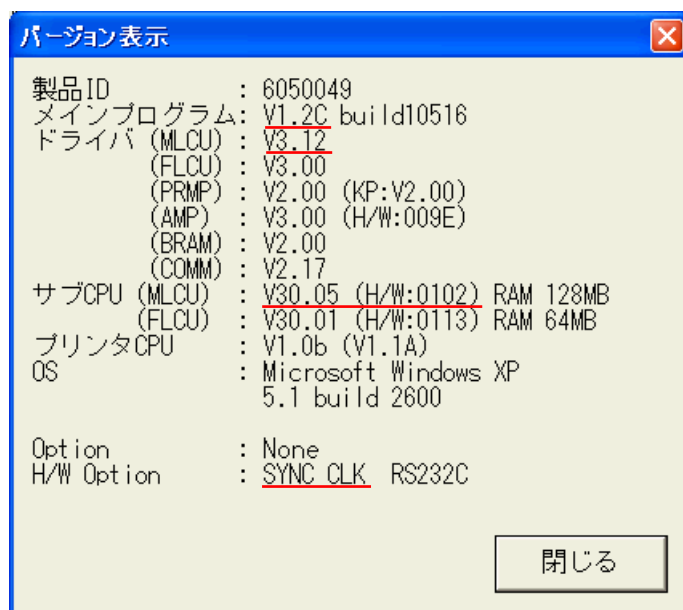 バージョン表示
製品ID : 6050049
メインプログラム: V1.2C build10516
ドライバ (MLCU) : V3.12
(FLCU) : V3.00
(PRMP) : V2.00 (KP:V2.00)
(AMP) : V3.00 (H/W:009E)
(BRAM) : V2.00
(COMM) : V2.17
サブCPU (MLCU) : V30.05 (H/W:0102) RAM 128MB
(FLCU) : V30.01 (H/W:0113) RAM 64MB
プリンタCPU : V1.0b (V1.1A)
OS : Microsoft Windows XP
5.1 build 2600
Option : None
H/W Option : SYNC CLK RS232C
閉じる